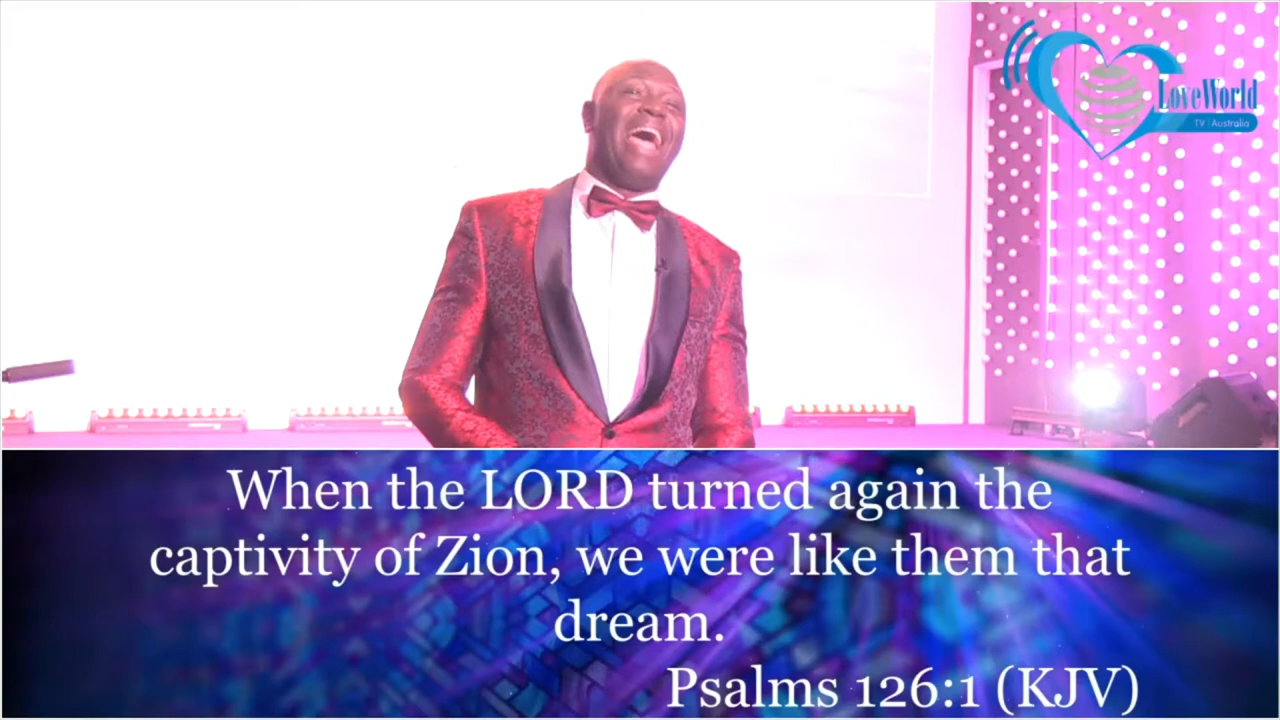 LoveWorld
TV | Australia
When the LORD turned again the
captivity of Zion, we were like them that
dream.
Psalms 126:1 (KJV)